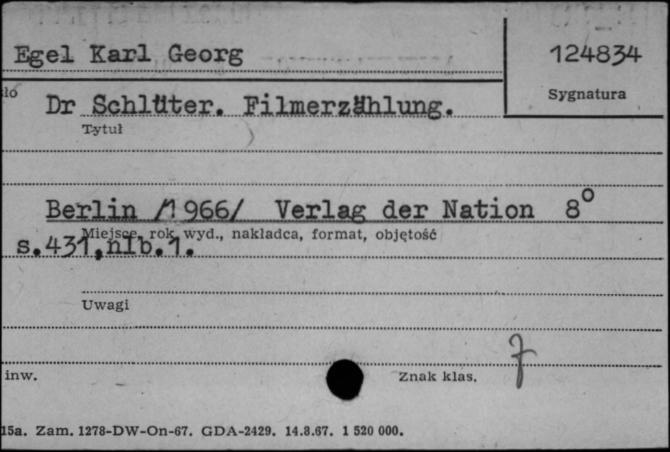 Egel Karl Georg
124834
Sygnatura
Dr Schlüter. Filmerzählung.
Tytuł
Berlin /1966/ Verlag der Nation 8°
Miejsce, rok wyd., nakładca, format, objętość
s.431,nlb.1.
Uwagi
inw.
Znak klas.
7
15a. Zam. 1278-DW-On-67. GDA-2429. 14.8.67. 1 520 000.